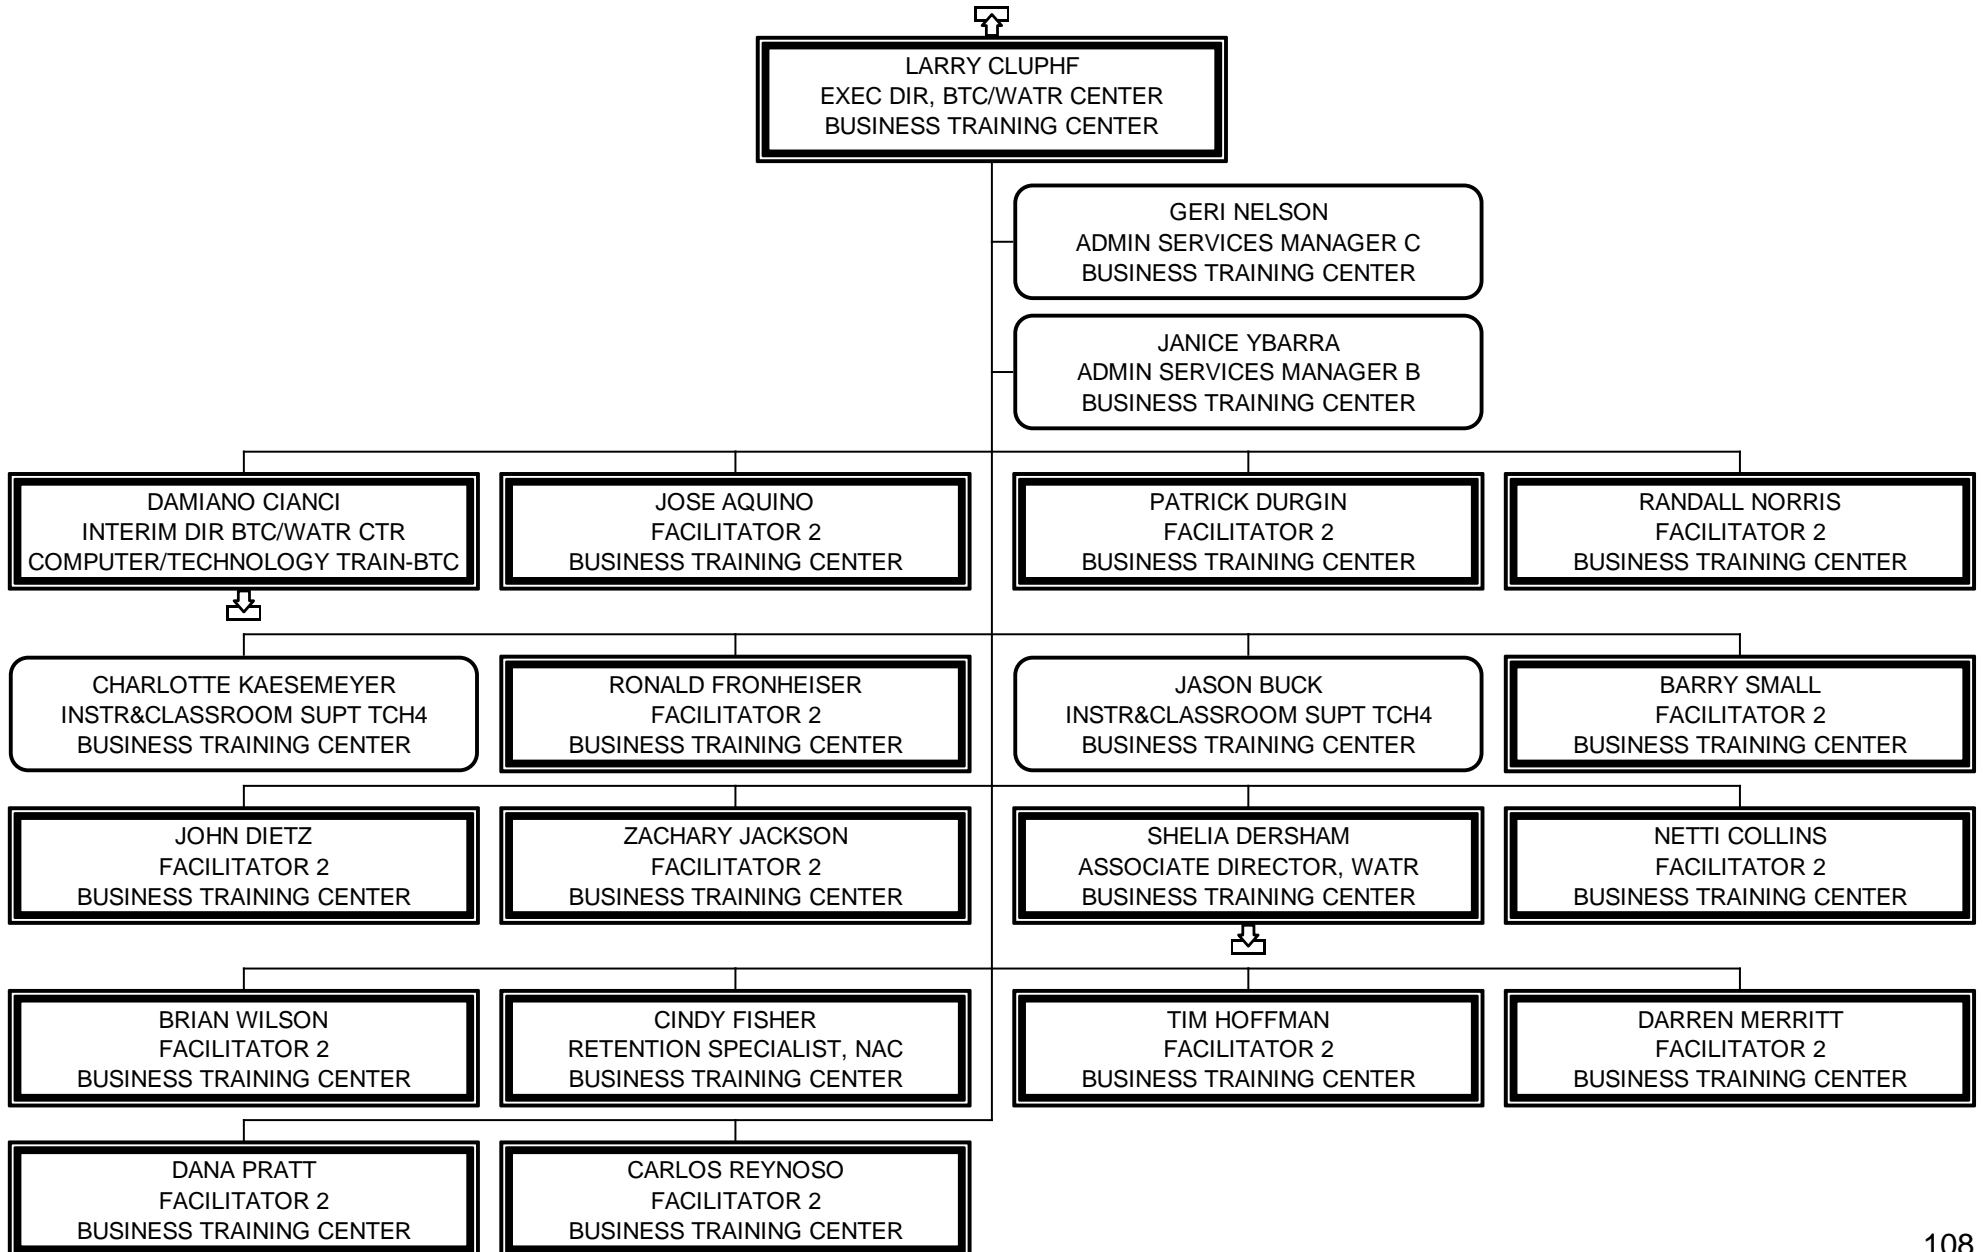 LARRY CLUPHF
EXEC DIR, BTC/WATR CENTER
BUSINESS TRAINING CENTER
GERI NELSON
ADMIN SERVICES MANAGER C
BUSINESS TRAINING CENTER
JANICE YBARRA
ADMIN SERVICES MANAGER B
BUSINESS TRAINING CENTER
DAMIANO CIANCI
INTERIM DIR BTC/WATR CTR
COMPUTER/TECHNOLOGY TRAIN-BTC
JOSE AQUINO
FACILITATOR 2
BUSINESS TRAINING CENTER
PATRICK DURGIN
FACILITATOR 2
BUSINESS TRAINING CENTER
RANDALL NORRIS
FACILITATOR 2
BUSINESS TRAINING CENTER
CHARLOTTE KAESEMEYER
INSTR&CLASSROOM SUPT TCH4
BUSINESS TRAINING CENTER
RONALD FRONHEISER
FACILITATOR 2
BUSINESS TRAINING CENTER
JASON BUCK
INSTR&CLASSROOM SUPT TCH4
BUSINESS TRAINING CENTER
BARRY SMALL
FACILITATOR 2
BUSINESS TRAINING CENTER
JOHN DIETZ
FACILITATOR 2
BUSINESS TRAINING CENTER
ZACHARY JACKSON
FACILITATOR 2
BUSINESS TRAINING CENTER
SHELIA DERSHAM
ASSOCIATE DIRECTOR, WATR
BUSINESS TRAINING CENTER
NETTI COLLINS
FACILITATOR 2
BUSINESS TRAINING CENTER
BRIAN WILSON
FACILITATOR 2
BUSINESS TRAINING CENTER
CINDY FISHER
RETENTION SPECIALIST, NAC
BUSINESS TRAINING CENTER
TIM HOFFMAN
FACILITATOR 2
BUSINESS TRAINING CENTER
DARREN MERRITT
FACILITATOR 2
BUSINESS TRAINING CENTER
DANA PRATT
FACILITATOR 2
BUSINESS TRAINING CENTER
CARLOS REYNOSO
FACILITATOR 2
BUSINESS TRAINING CENTER
108